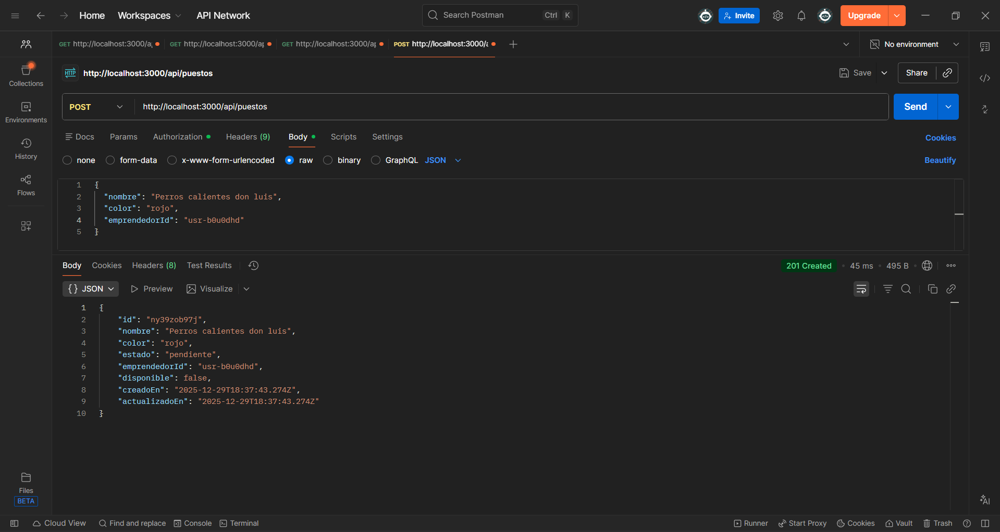 Home Workspaces API Network Search Postman Ctrl K Invite Upgrade
GET http://localhost:3000/a GET http://localhost:3000/a GET http://localhost:3000/a POST http://localhost:3000/a No environment
HTTP http://localhost:3000/api/puestos Save Share
Collections
POST http://localhost:3000/api/puestos Send
Environments
Docs Params Authorization Headers (9) Body Scripts Settings Cookies
History
none form-data x-www-form-urlencoded raw binary GraphQL JSON Beautify
Flows
1 {
2 "nombre": "Perros calientes don luis",
3 "color": "rojo",
4 "emprendedorId": "usr-b0u0dhd"
5 }
Body Cookies Headers (8) Test Results 201 Created 45 ms 495 B
{} JSON Preview Visualize
1 {
2 "id": "ny39zob97j",
3 "nombre": "Perros calientes don luis",
4 "color": "rojo",
5 "estado": "pendiente",
6 "emprendedorId": "usr-b0u0dhd",
7 "disponible": false,
8 "creadoEn": "2025-12-29T18:37:43.274Z",
9 "actualizadoEn": "2025-12-29T18:37:43.274Z"
10 }
Files
BETA
AI
Cloud View Find and replace Console Terminal Runner Start Proxy Cookies Vault Trash